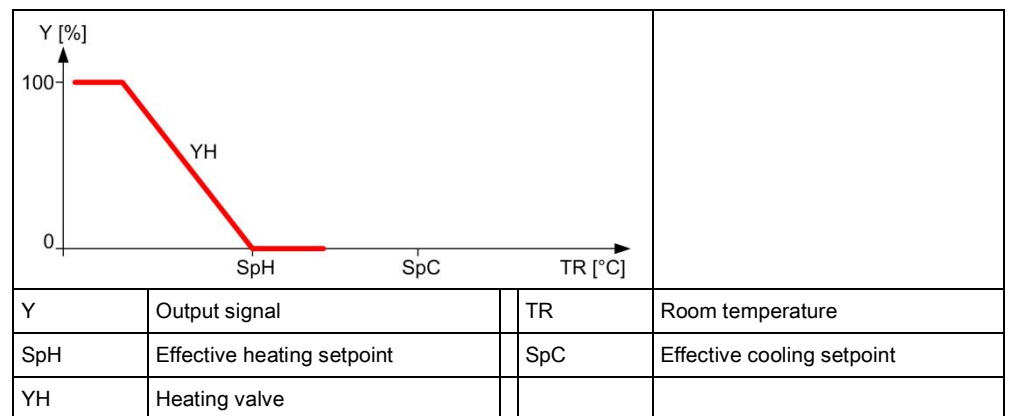 Y [%]
100
YH
0
SpH SpC TR [°C]
Y Output signal TR Room temperature
SpH Effective heating setpoint SpC Effective cooling setpoint
YH Heating valve